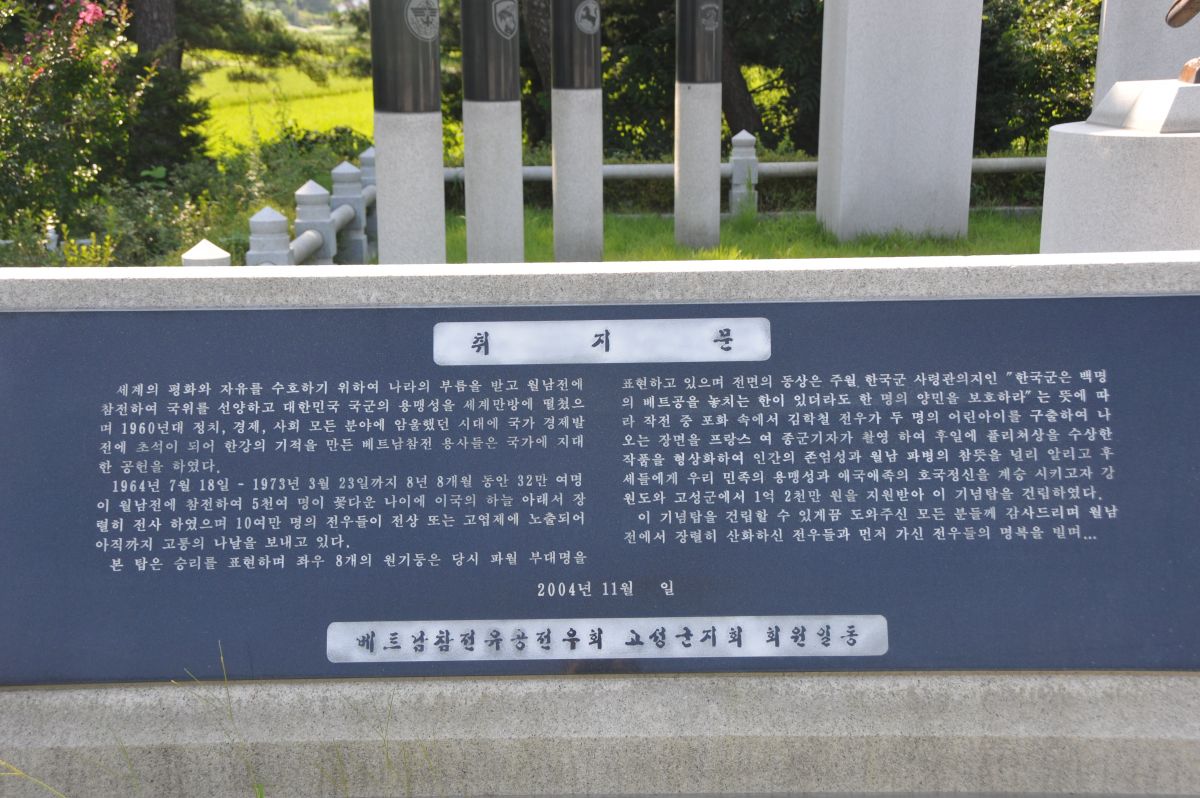 취 지 문
세계의 평화와 자유를 수호하기 위하여 나라의 부름을 받고 월남전에
참전하여 국위를 선양하고 대한민국 국군의 용맹성을 세계만방에 떨쳤으
며 1960년대 정치, 경제, 사회 모든 분야에 암울했던 시대에 국가 경제발
전에 초석이 되어 한강의 기적을 만든 베트남참전 용사들은 국가에 지대
한 공헌을 하였다.
1964년 7월 18일 - 1973년 3월 23일까지 8년 8개월 동안 32만 여명
이 월남전에 참전하여 5천여 명이 꽃다운 나이에 이국의 하늘 아래서 장
렬히 전사 하였으며 10여만 명의 전우들이 전상 또는 고엽제에 노출되어
아직까지 고통의 나날을 보내고 있다.
본 탑은 승리를 표현하며 좌우 8개의 원기둥은 당시 파월 부대명을
표현하고 있으며 전면의 동상은 주월 한국군 사령관의지인 "한국군은 백명
의 베트공을 놓치는 한이 있더라도 한 명의 양민을 보호하라"는 뜻에 따
라 작전 중 포화 속에서 김학철 전우가 두 명의 어린아이를 구출하여 나
오는 장면을 프랑스 여 종군기자가 촬영 하여 후일에 퓰리쳐상을 수상한
작품을 형상화하여 인간의 존엄성과 월남 파병의 참뜻을 널리 알리고 후
세들에게 우리 민족의 용맹성과 애국애족의 호국정신을 계승 시키고자 강
원도와 고성군에서 1억 2천만 원을 지원받아 이 기념탑을 건립하였다.
이 기념탑을 건립할 수 있게끔 도와주신 모든 분들께 감사드리며 월남
전에서 장렬히 산화하신 전우들과 먼저 가신 전우들의 명복을 빌며...
2004년 11월 일
베트남참전유공전우회 고성군지회 회원일동